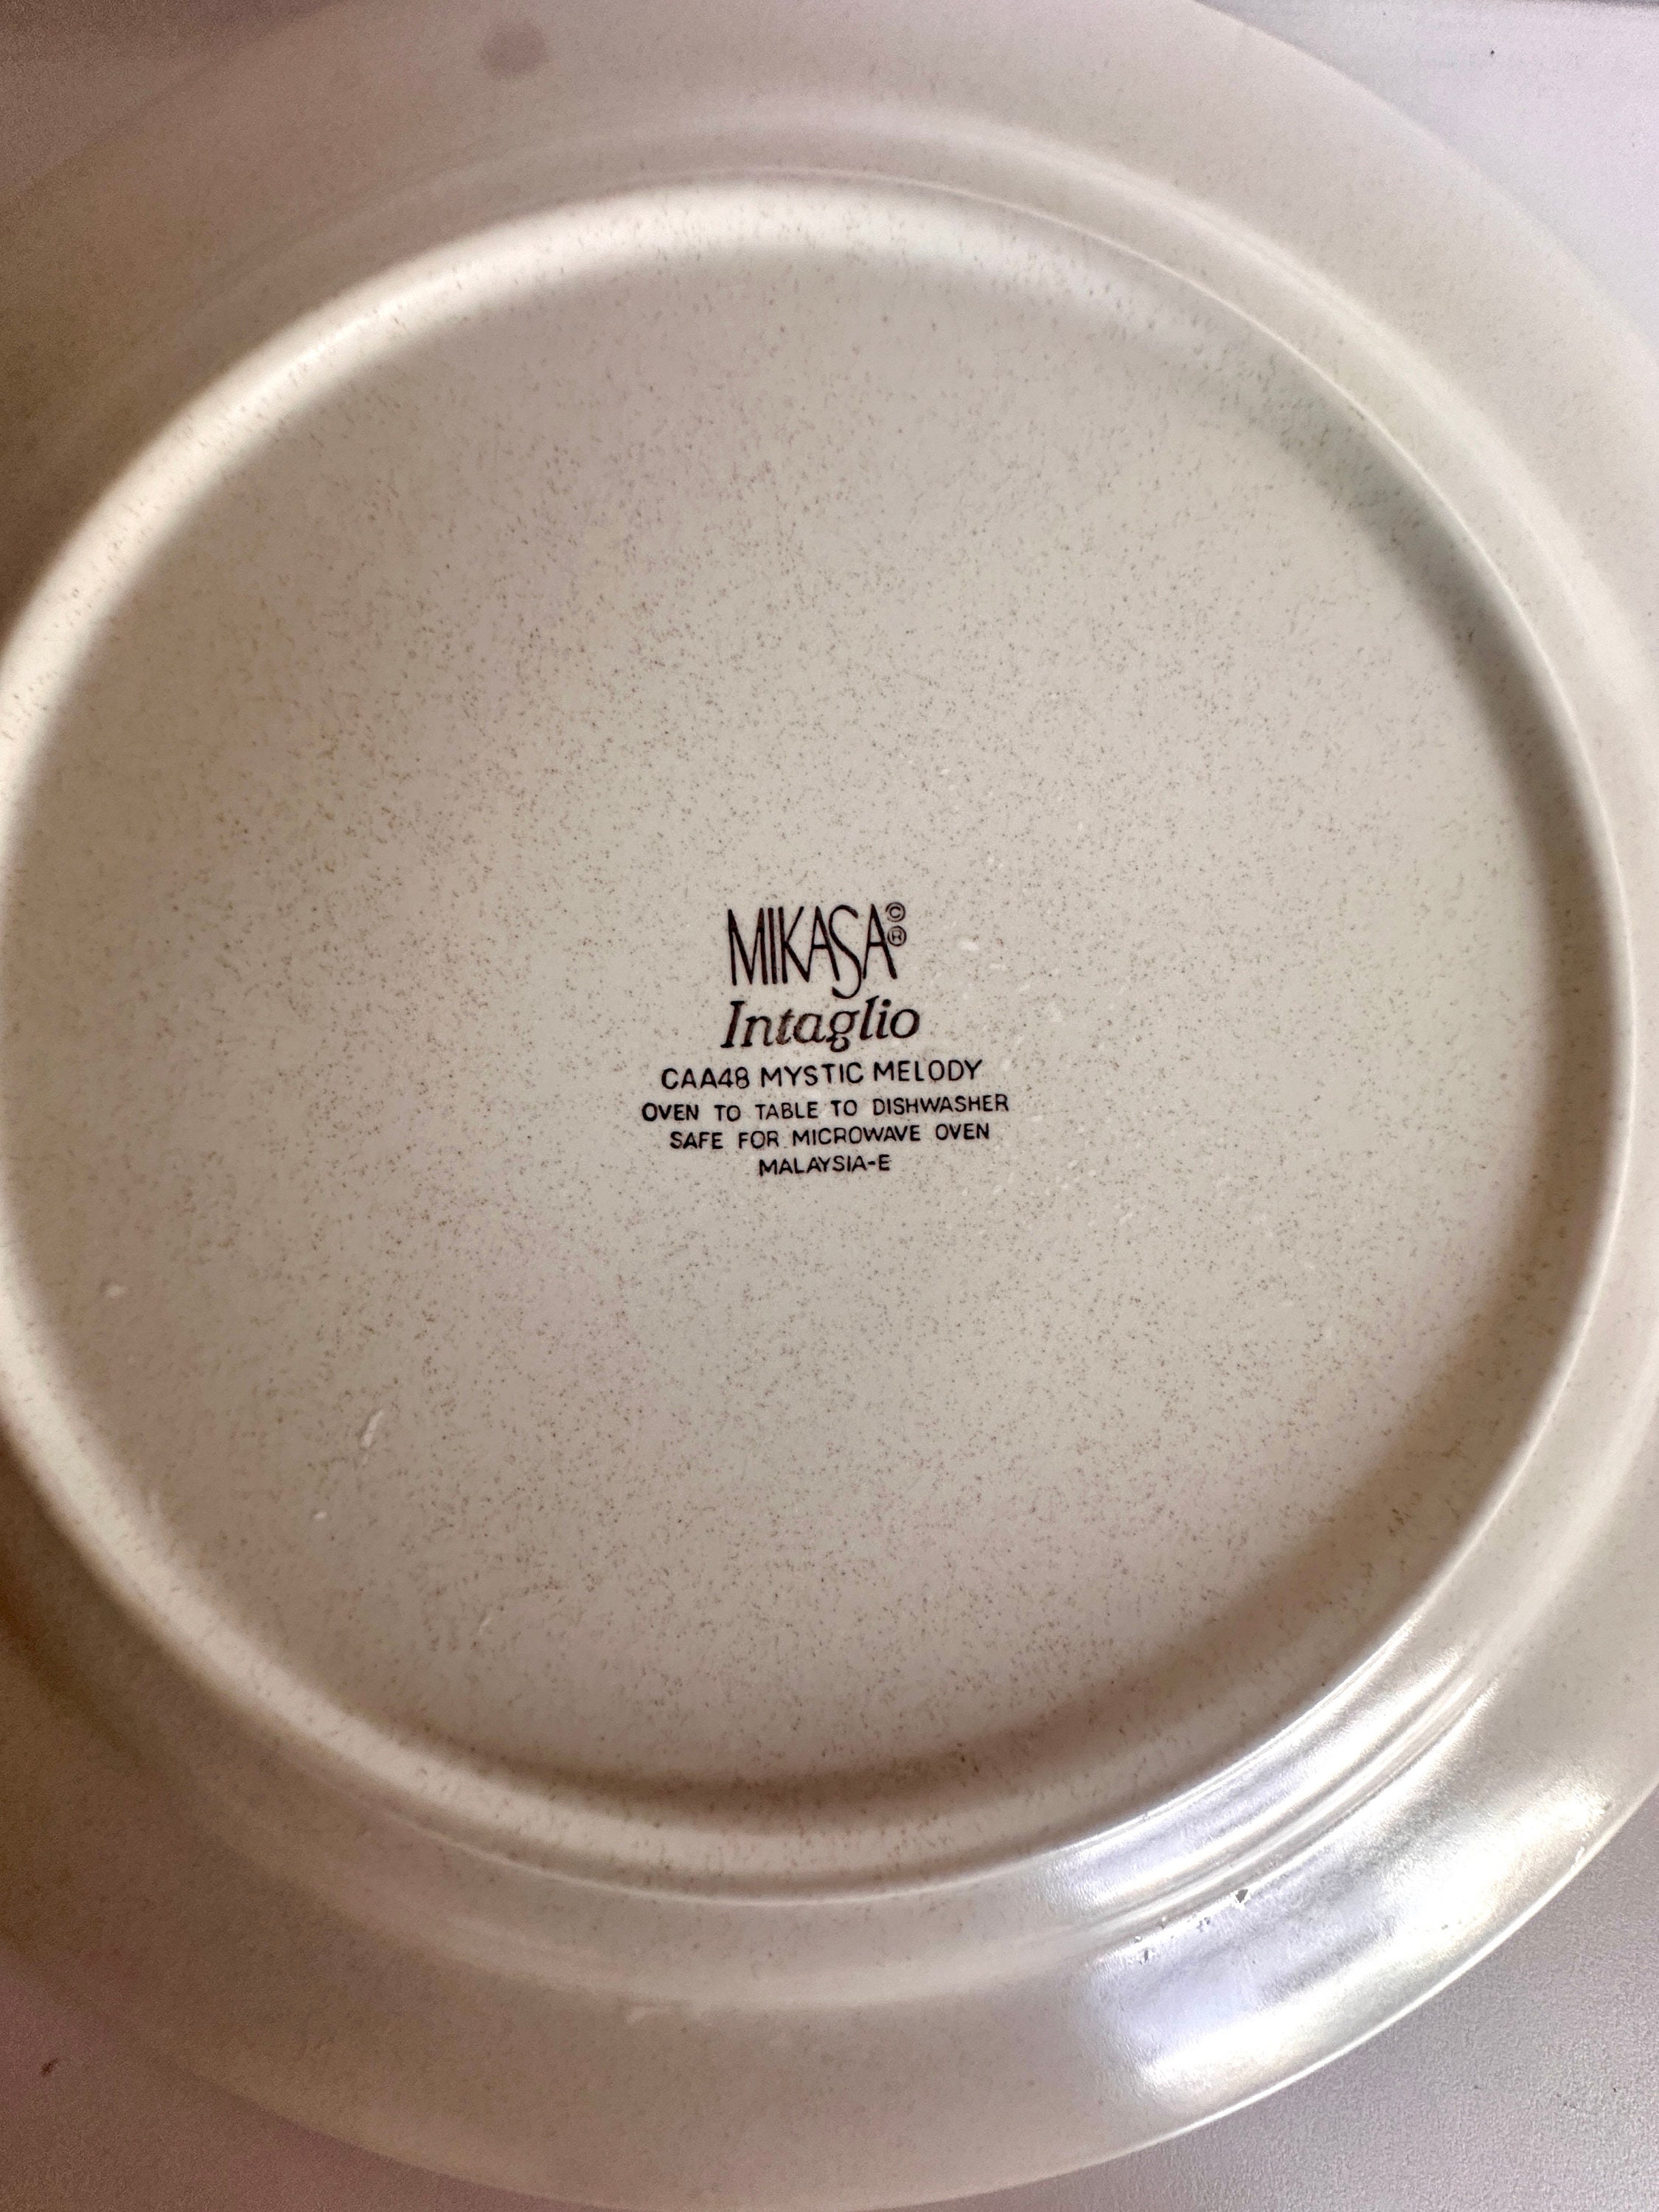 MIKASA©®
Intaglio
CAA48 MYSTIC MELODY
OVEN TO TABLE TO DISHWASHER
SAFE FOR MICROWAVE OVEN
MALAYSIA-E